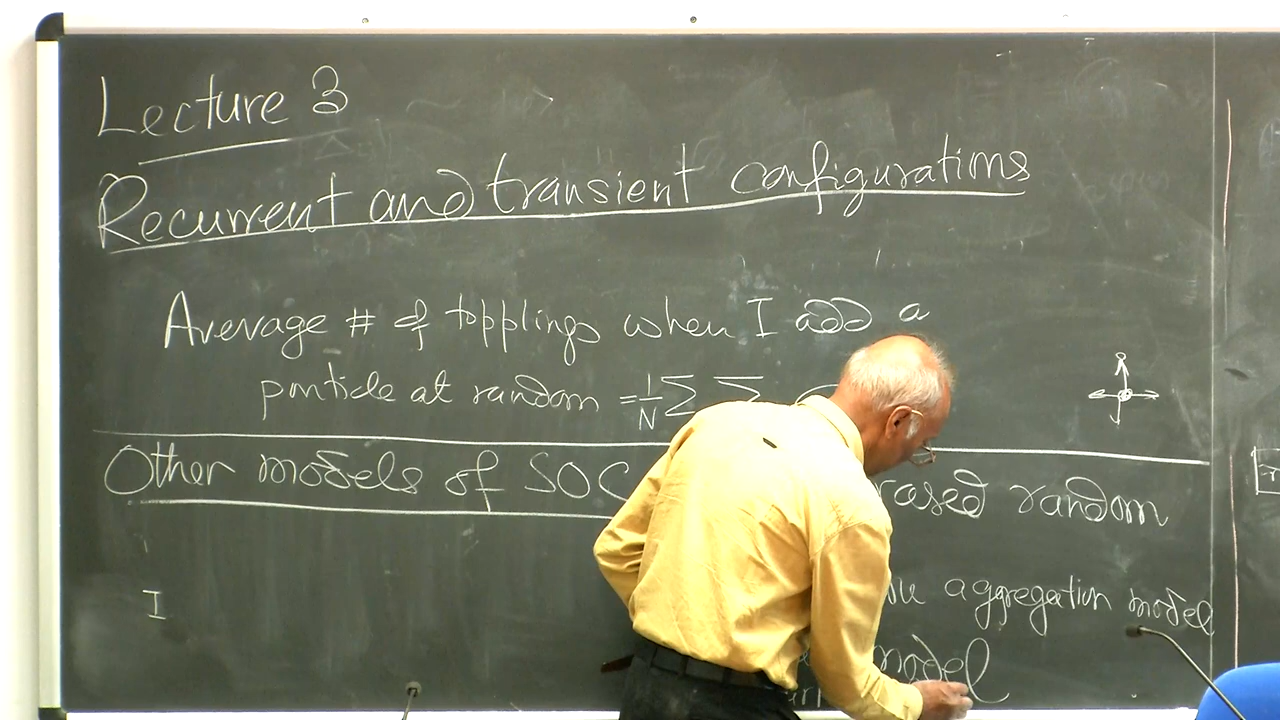 Lecture 3
Recurrent and transient configurations
Average # of topplings when I add a
particle at random = 1/N Σ Σ
Other models of SOC
random
I
aggregation model
model